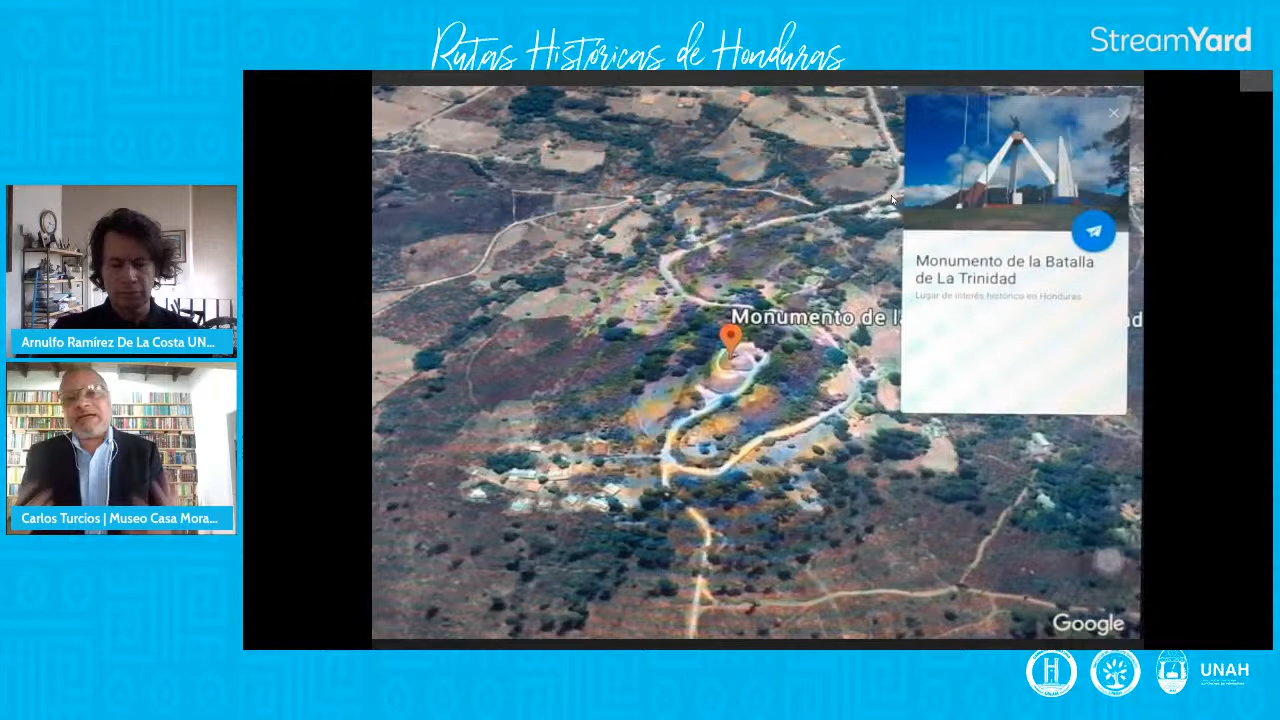 Rutas Históricas de Honduras
StreamYard
Monumento de la Batalla
de La Trinidad
Lugar de interés histórico en Honduras
Monumento de l
d
Arnulfo Ramírez De La Costa UN...
Carlos Turcios | Museo Casa Mora...
Google
UNAH